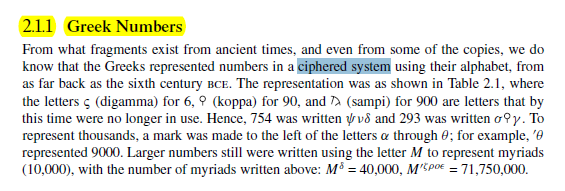 2.1.1 Greek Numbers
From what fragments exist from ancient times, and even from some of the copies, we do
know that the Greeks represented numbers in a ciphered system using their alphabet, from
as far back as the sixth century BCE. The representation was as shown in Table 2.1, where
the letters ς (digamma) for 6, ϟ (koppa) for 90, and ϡ (sampi) for 900 are letters that by
this time were no longer in use. Hence, 754 was written ψνδ and 293 was written σϟγ. To
represent thousands, a mark was made to the left of the letters α through θ; for example, ′θ
represented 9000. Larger numbers still were written using the letter M to represent myriads
(10,000), with the number of myriads written above: Mᵟ = 40,000, M^′ζροε = 71,750,000.